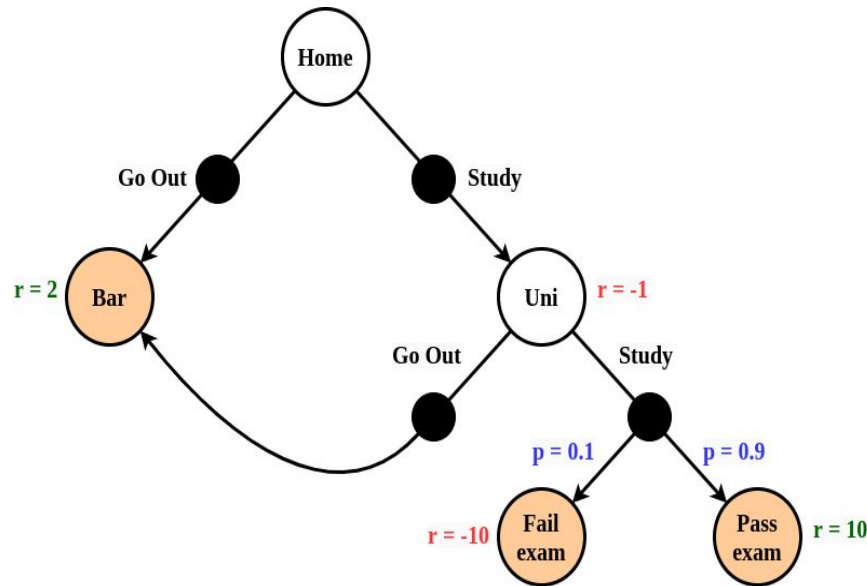 Home
Go Out
Study
r = 2
Bar
Uni
r = -1
Go Out
Study
p = 0.1
p = 0.9
r = -10
Fail
exam
Pass
exam
r = 10